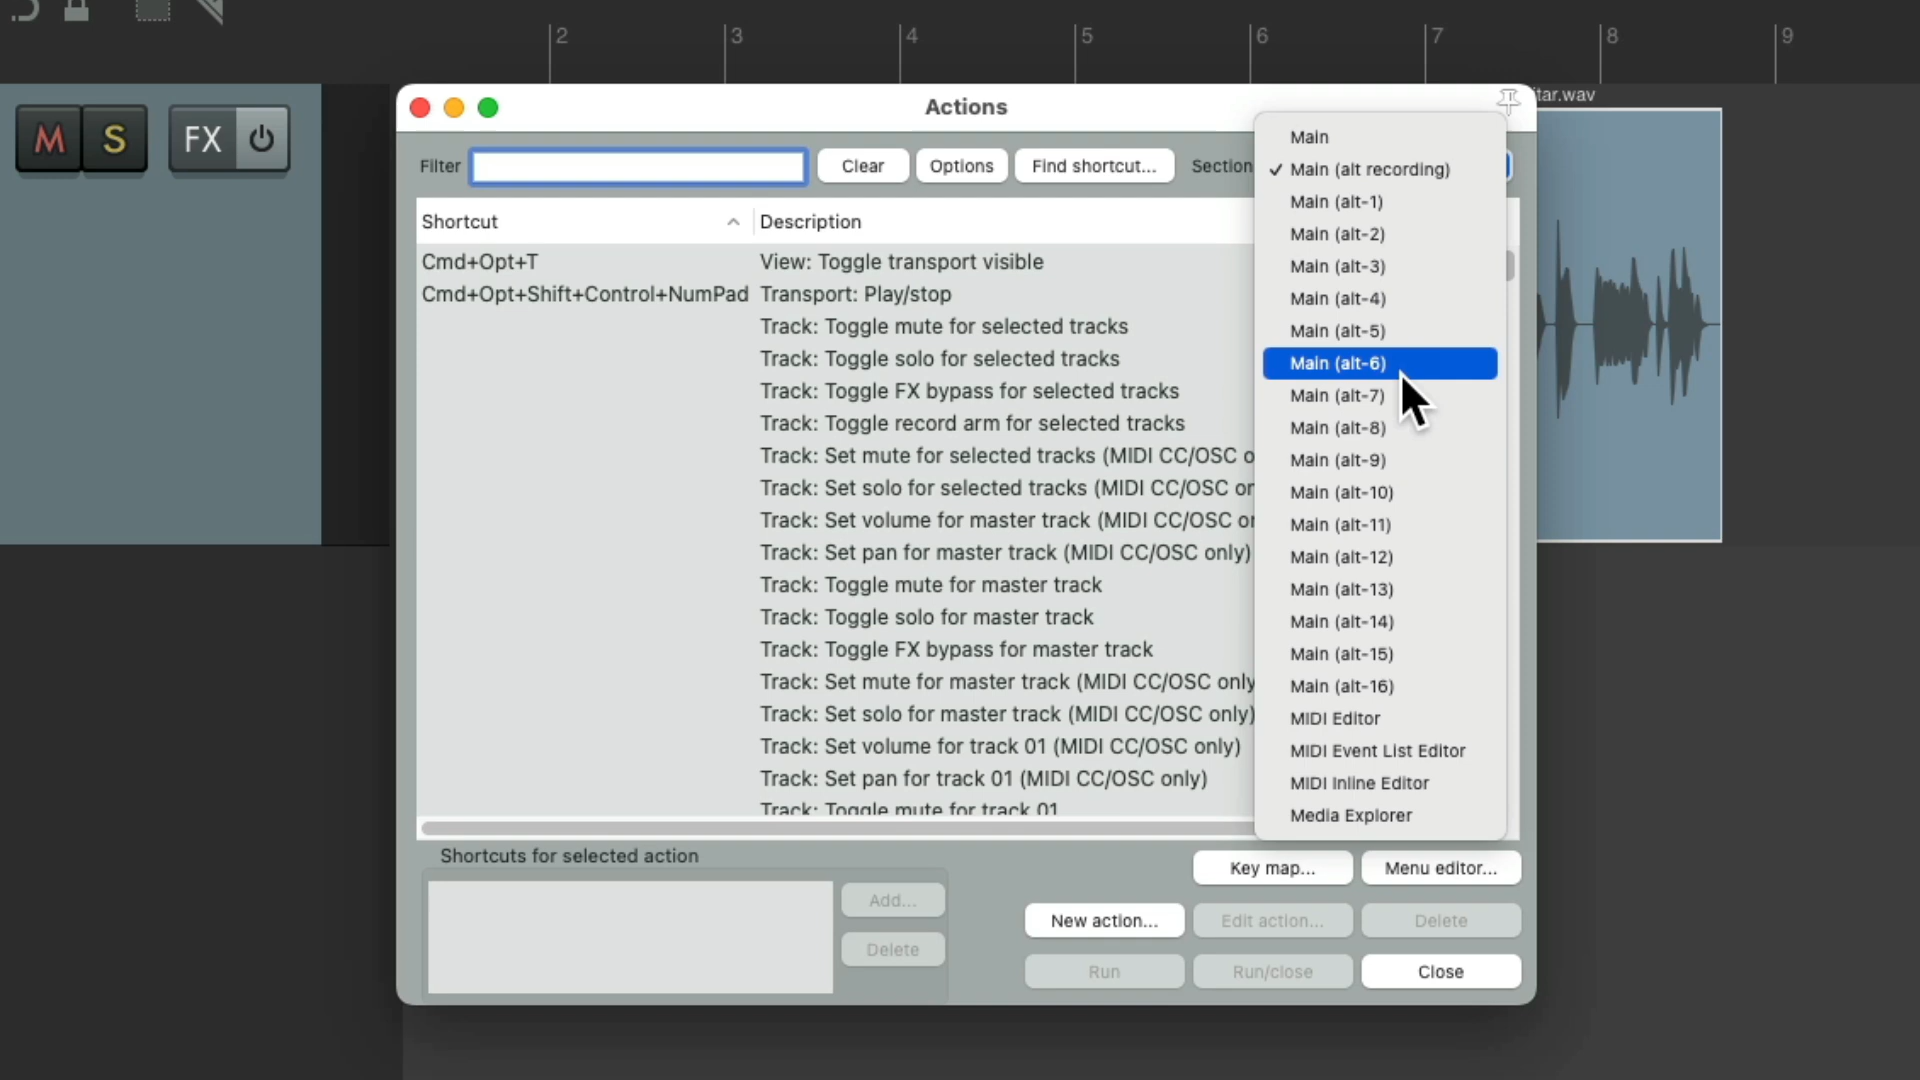 2 3 4 5 6 7 8 9
M S FX
tar.wav
Actions
Filter Clear Options Find shortcut... Section
Shortcut Description
Cmd+Opt+T View: Toggle transport visible
Cmd+Opt+Shift+Control+NumPad Transport: Play/stop
Track: Toggle mute for selected tracks
Track: Toggle solo for selected tracks
Track: Toggle FX bypass for selected tracks
Track: Toggle record arm for selected tracks
Track: Set mute for selected tracks (MIDI CC/OSC o
Track: Set solo for selected tracks (MIDI CC/OSC or
Track: Set volume for master track (MIDI CC/OSC or
Track: Set pan for master track (MIDI CC/OSC only)
Track: Toggle mute for master track
Track: Toggle solo for master track
Track: Toggle FX bypass for master track
Track: Set mute for master track (MIDI CC/OSC only
Track: Set solo for master track (MIDI CC/OSC only)
Track: Set volume for track 01 (MIDI CC/OSC only)
Track: Set pan for track 01 (MIDI CC/OSC only)
Track: Toggle mute for track 01
Main
✓ Main (alt recording)
Main (alt-1)
Main (alt-2)
Main (alt-3)
Main (alt-4)
Main (alt-5)
Main (alt-6)
Main (alt-7)
Main (alt-8)
Main (alt-9)
Main (alt-10)
Main (alt-11)
Main (alt-12)
Main (alt-13)
Main (alt-14)
Main (alt-15)
Main (alt-16)
MIDI Editor
MIDI Event List Editor
MIDI Inline Editor
Media Explorer
Shortcuts for selected action
Add...
Delete
Key map... Menu editor...
New action... Edit action... Delete
Run Run/close Close